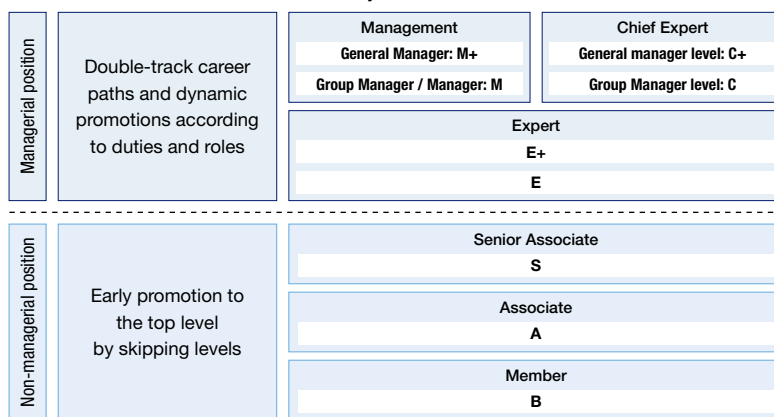 Managerial position
Double-track career
paths and dynamic
promotions according
to duties and roles
Management
General Manager: M+
Group Manager / Manager: M
Chief Expert
General manager level: C+
Group Manager level: C
Expert
E+
E
Non-managerial position
Early promotion to
the top level
by skipping levels
Senior Associate
S
Associate
A
Member
B